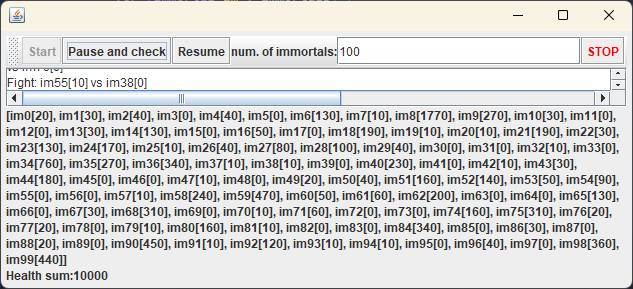 Start Pause and check Resume num. of immortals: 100 STOP
Fight: im55[10] vs im38[0]
[im0[20], im1[30], im2[40], im3[0], im4[40], im5[0], im6[130], im7[10], im8[1770], im9[270], im10[30], im11[0],
im12[0], im13[30], im14[130], im15[0], im16[50], im17[0], im18[190], im19[10], im20[10], im21[190], im22[30],
im23[130], im24[170], im25[10], im26[40], im27[80], im28[100], im29[40], im30[0], im31[0], im32[10], im33[0],
im34[760], im35[270], im36[340], im37[10], im38[10], im39[0], im40[230], im41[0], im42[10], im43[30],
im44[180], im45[0], im46[0], im47[10], im48[0], im49[20], im50[40], im51[160], im52[140], im53[50], im54[90],
im55[0], im56[0], im57[10], im58[240], im59[470], im60[50], im61[60], im62[200], im63[0], im64[0], im65[130],
im66[0], im67[30], im68[310], im69[0], im70[10], im71[60], im72[0], im73[0], im74[160], im75[310], im76[20],
im77[20], im78[0], im79[10], im80[160], im81[10], im82[0], im83[0], im84[340], im85[0], im86[30], im87[0],
im88[20], im89[0], im90[450], im91[10], im92[120], im93[10], im94[10], im95[0], im96[40], im97[0], im98[360],
im99[440]]
Health sum:10000